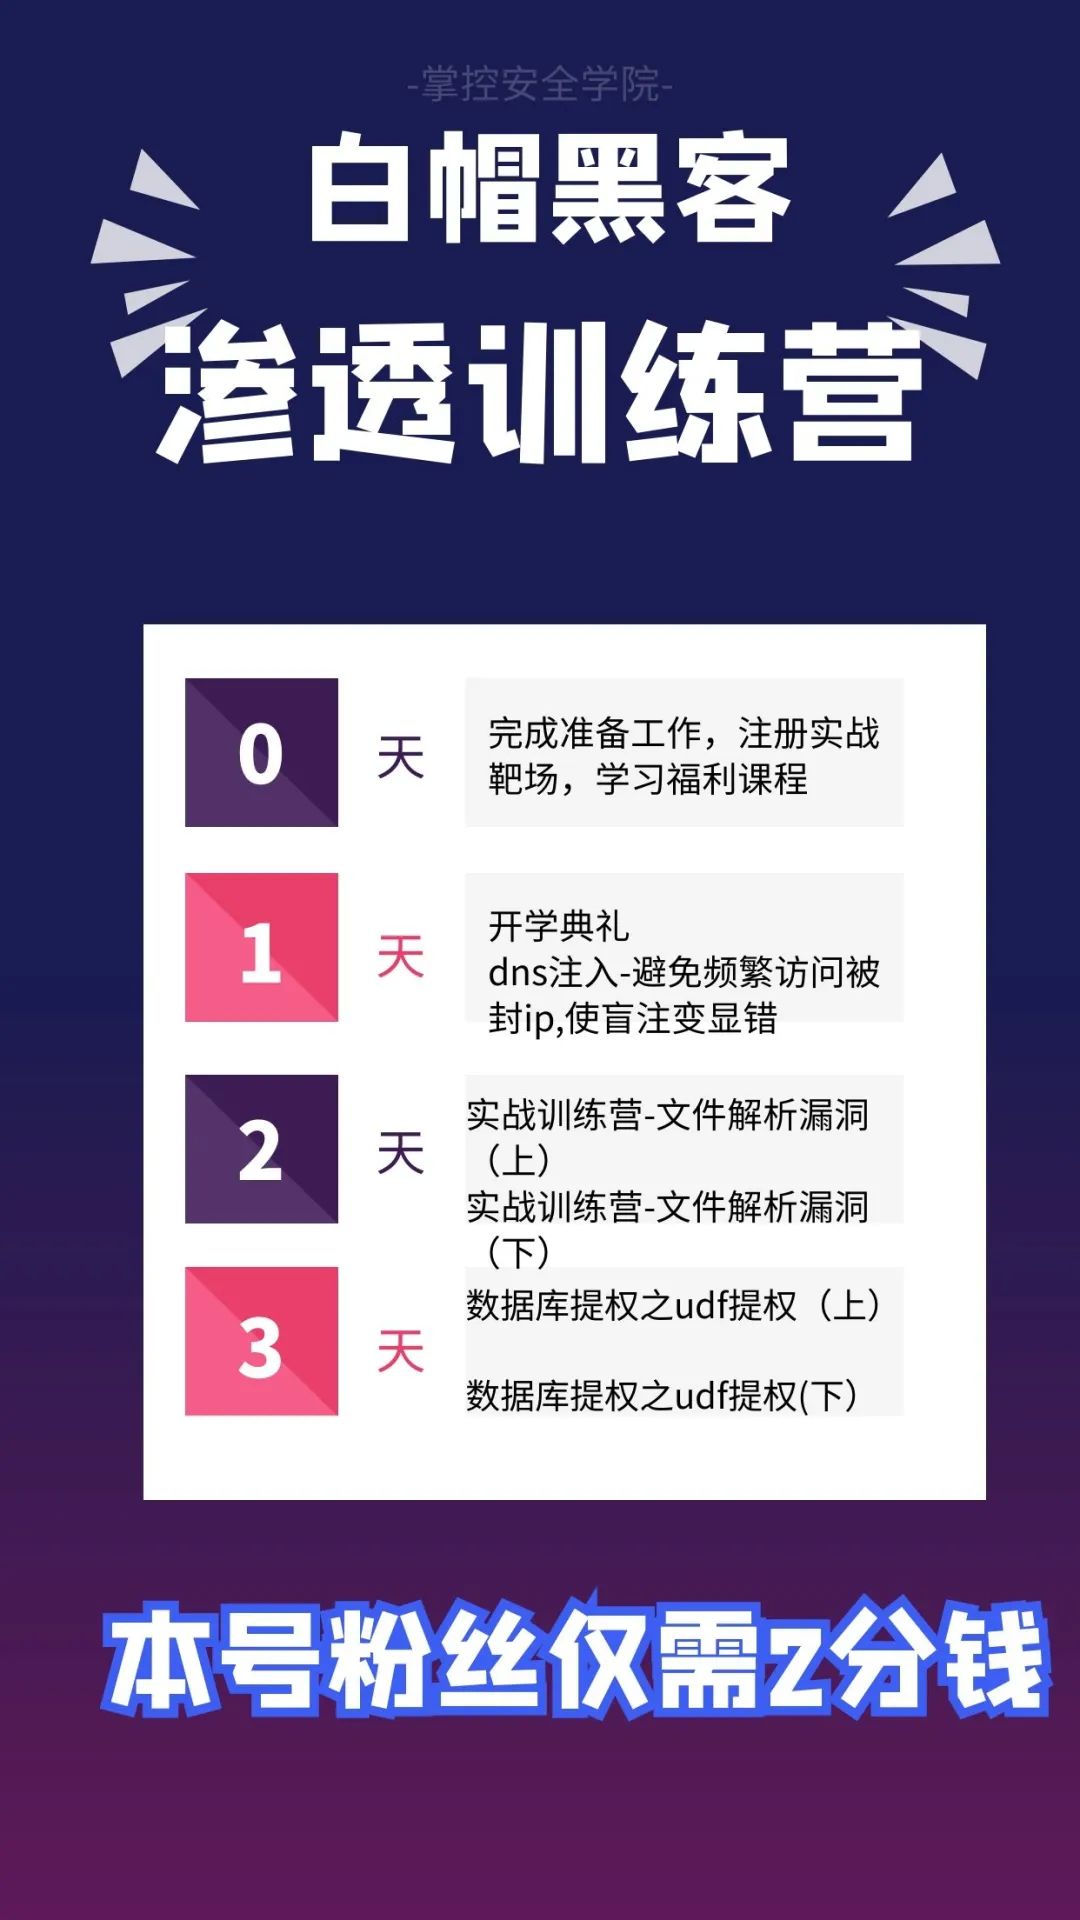 -掌控安全学院-
白帽黑客
渗透训练营
0
天
完成准备工作，注册实战
靶场，学习福利课程
1
天
开学典礼
dns注入-避免频繁访问被
封ip,使盲注变显错
2
天
实战训练营-文件解析漏洞
（上）
实战训练营-文件解析漏洞
（下）
3
天
数据库提权之udf提权（上）
数据库提权之udf提权(下）
本号粉丝仅需2分钱